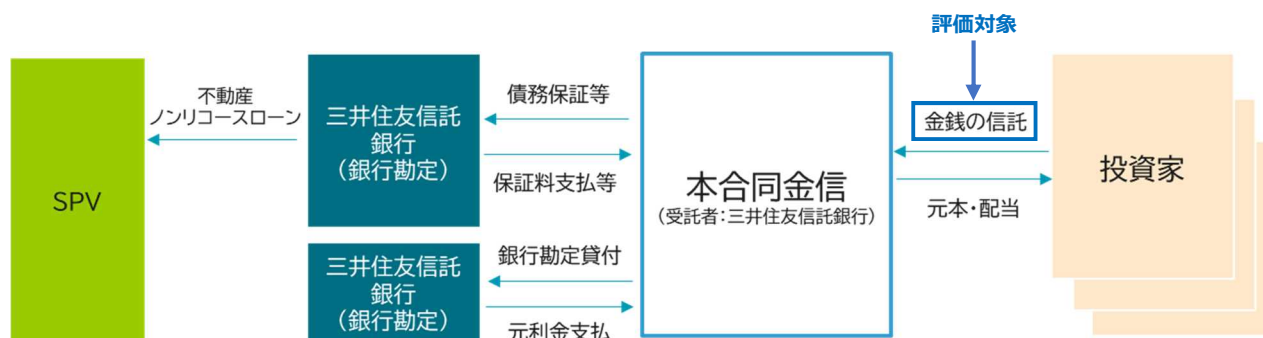 評価対象
不動産
ノンリコースローン
三井住友信託
銀行
（銀行勘定）
債務保証等
金銭の信託
SPV
保証料支払等
本合同金信
（受託者：三井住友信託銀行）
元本・配当
投資家
三井住友信託
銀行
（銀行勘定）
銀行勘定貸付
元利金支払